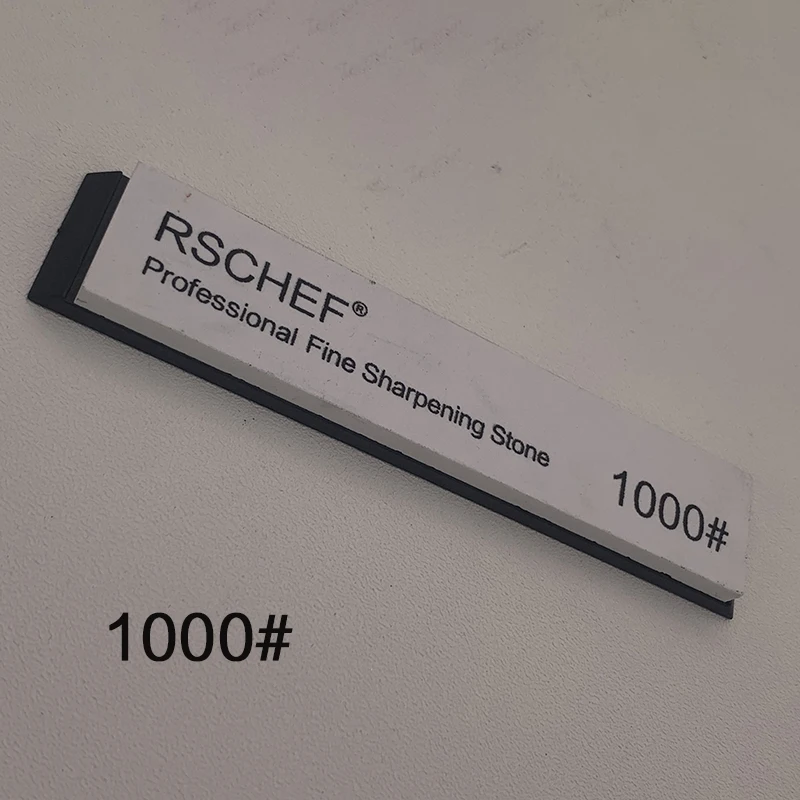 RSCHEF®
Professional Fine Sharpening Stone
1000#
1000#